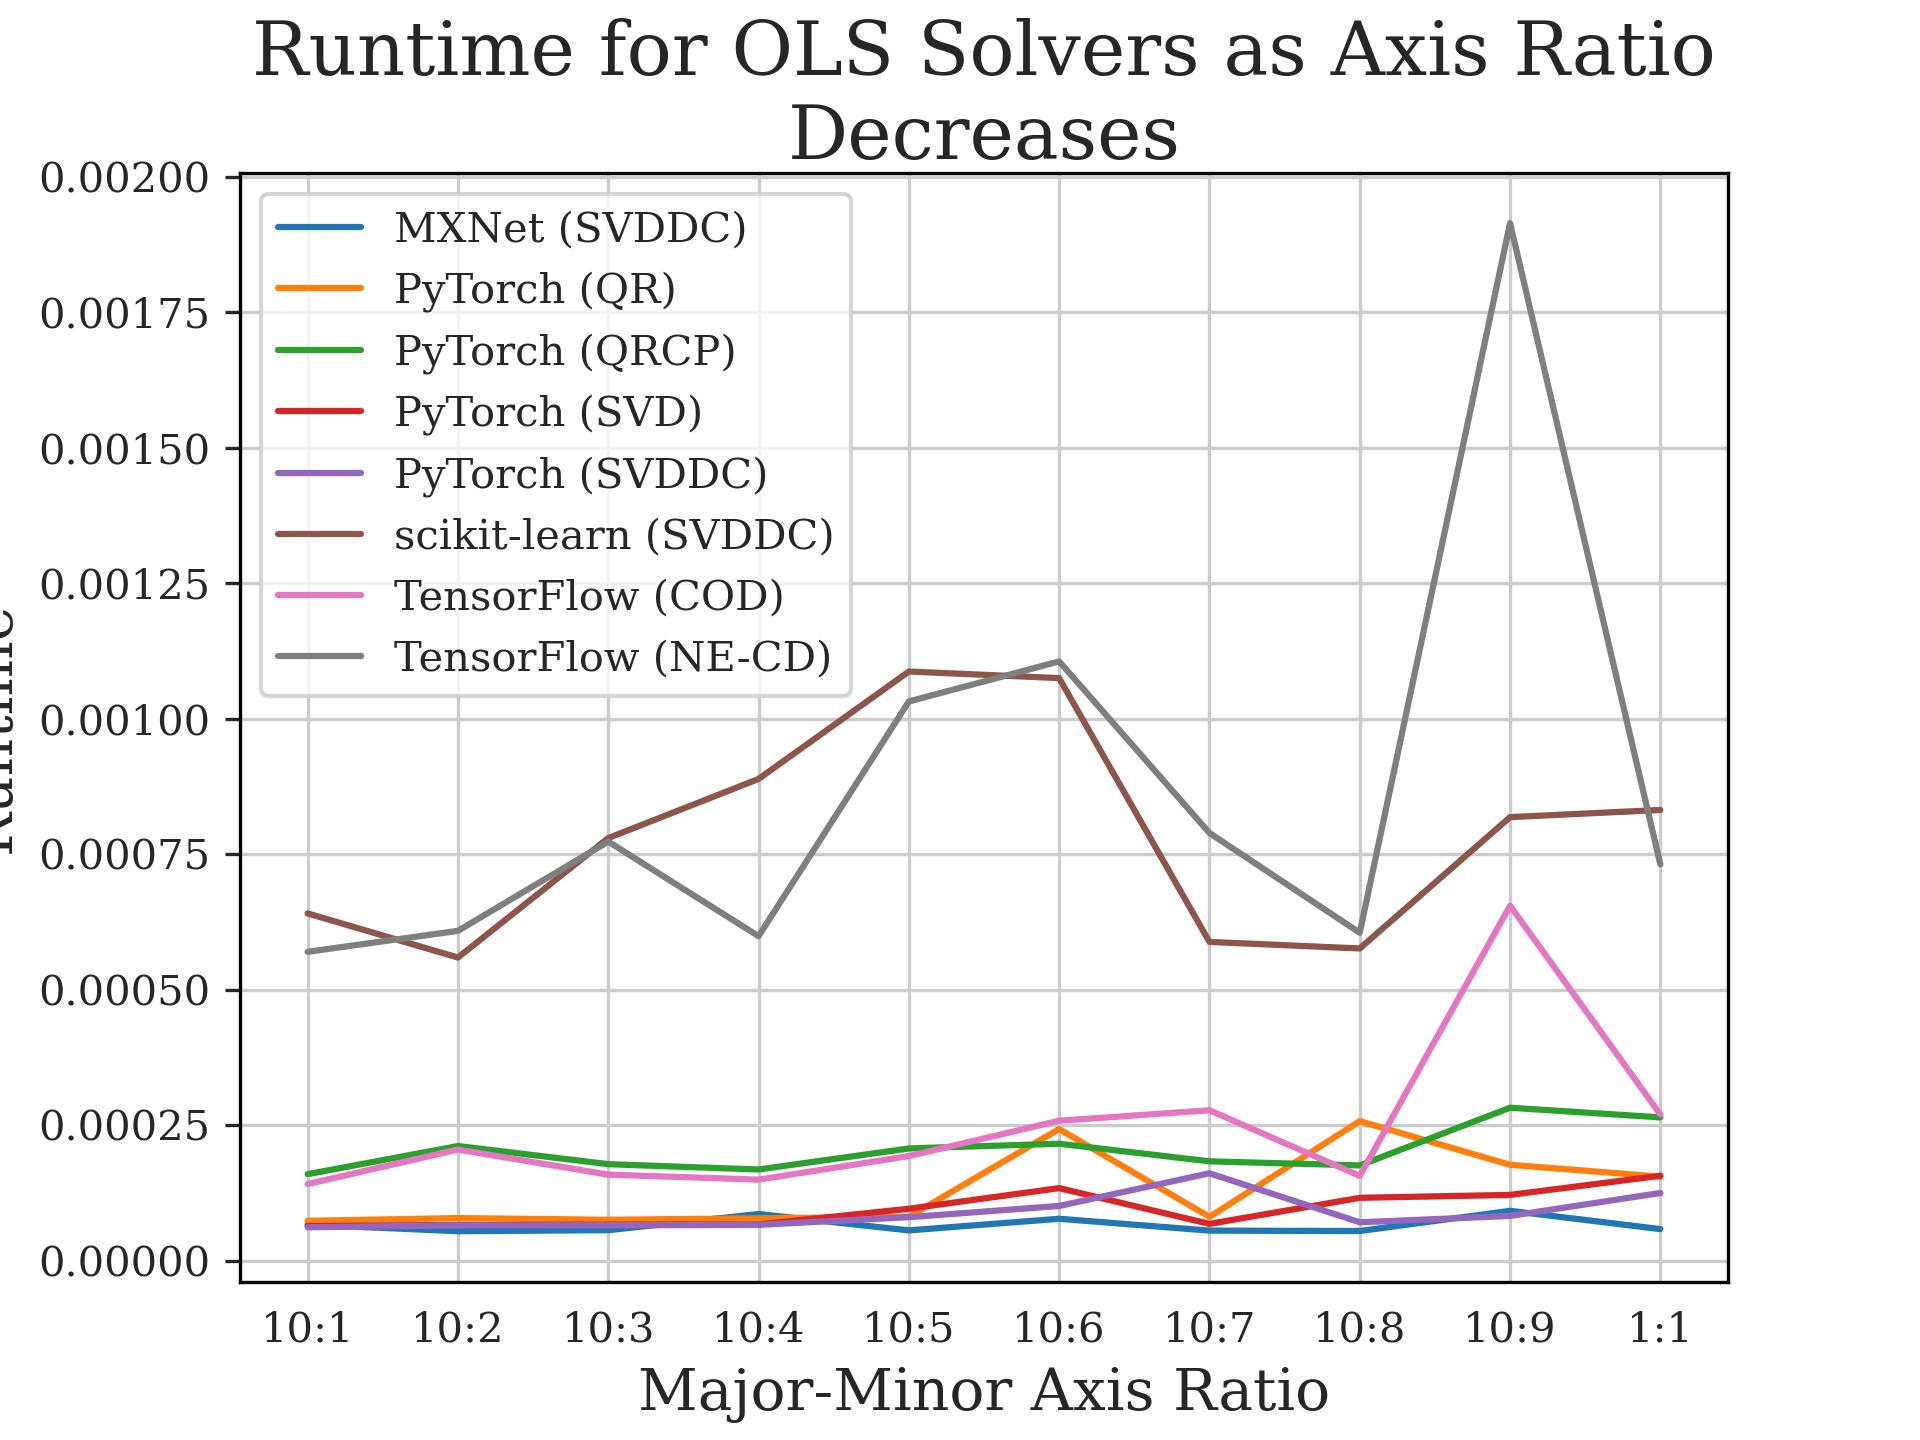 Runtime for OLS Solvers as Axis Ratio
Decreases
0.00200
0.00175
0.00150
0.00125
0.00100
0.00075
0.00050
0.00025
0.00000
Runtime
MXNet (SVDDC)
PyTorch (QR)
PyTorch (QRCP)
PyTorch (SVD)
PyTorch (SVDDC)
scikit-learn (SVDDC)
TensorFlow (COD)
TensorFlow (NE-CD)
10:1 10:2 10:3 10:4 10:5 10:6 10:7 10:8 10:9 1:1
Major-Minor Axis Ratio